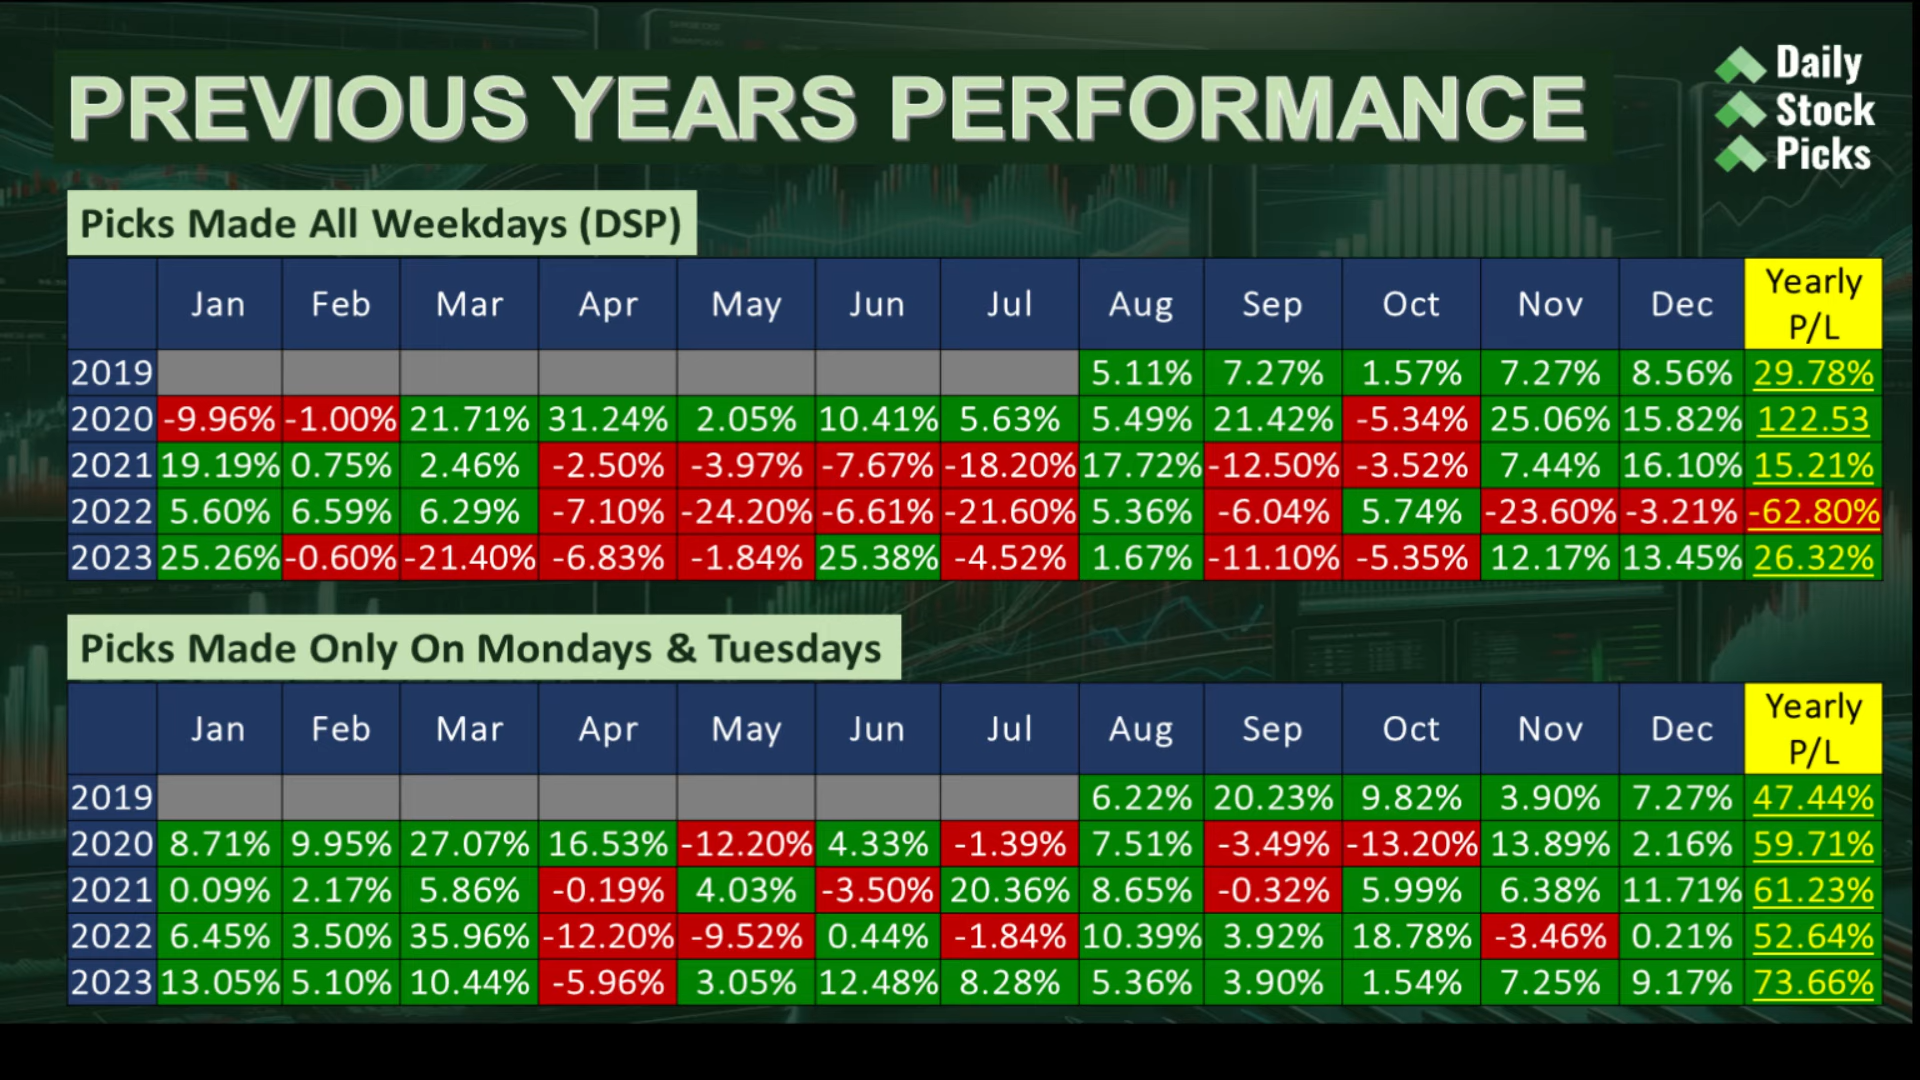 PREVIOUS YEARS PERFORMANCE
Daily
Stock
Picks
Picks Made All Weekdays (DSP)
Jan Feb Mar Apr May Jun Jul Aug Sep Oct Nov Dec Yearly P/L
2019 5.11% 7.27% 1.57% 7.27% 8.56% 29.78%
2020 -9.96% -1.00% 21.71% 31.24% 2.05% 10.41% 5.63% 5.49% 21.42% -5.34% 25.06% 15.82% 122.53
2021 19.19% 0.75% 2.46% -2.50% -3.97% -7.67% -18.20% 17.72% -12.50% -3.52% 7.44% 16.10% 15.21%
2022 5.60% 6.59% 6.29% -7.10% -24.20% -6.61% -21.60% 5.36% -6.04% 5.74% -23.60% -3.21% -62.80%
2023 25.26% -0.60% -21.40% -6.83% -1.84% 25.38% -4.52% 1.67% -11.10% -5.35% 12.17% 13.45% 26.32%
Picks Made Only On Mondays & Tuesdays
Jan Feb Mar Apr May Jun Jul Aug Sep Oct Nov Dec Yearly P/L
2019 6.22% 20.23% 9.82% 3.90% 7.27% 47.44%
2020 8.71% 9.95% 27.07% 16.53% -12.20% 4.33% -1.39% 7.51% -3.49% -13.20% 13.89% 2.16% 59.71%
2021 0.09% 2.17% 5.86% -0.19% 4.03% -3.50% 20.36% 8.65% -0.32% 5.99% 6.38% 11.71% 61.23%
2022 6.45% 3.50% 35.96% -12.20% -9.52% 0.44% -1.84% 10.39% 3.92% 18.78% -3.46% 0.21% 52.64%
2023 13.05% 5.10% 10.44% -5.96% 3.05% 12.48% 8.28% 5.36% 3.90% 1.54% 7.25% 9.17% 73.66%